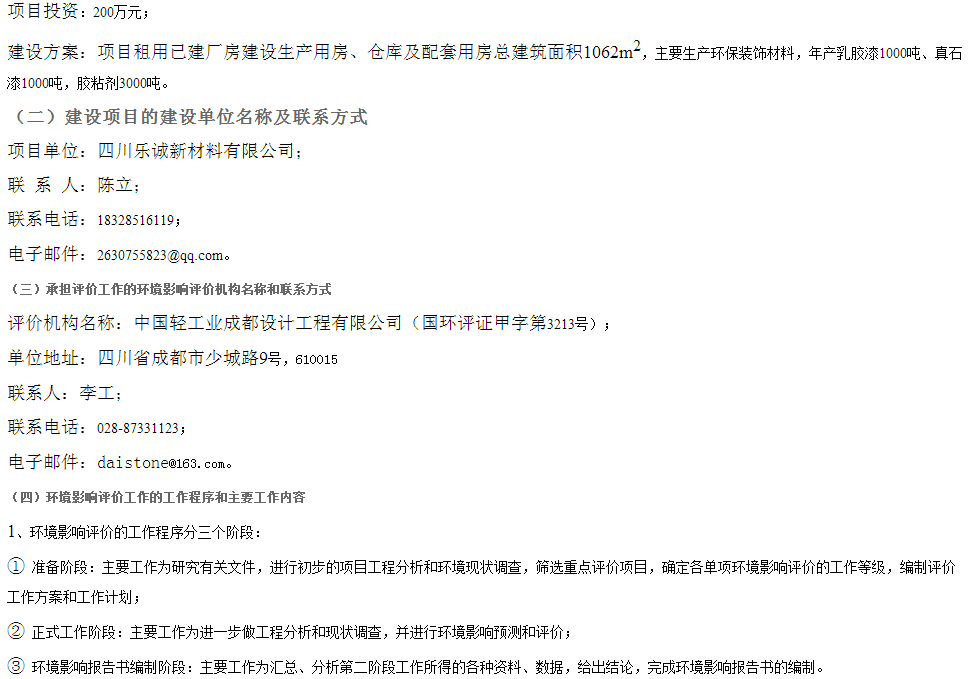 项目投资：200万元；
建设方案：项目租用已建厂房建设生产用房、仓库及配套用房总建筑面积1062m²，主要生产环保装饰材料，年产乳胶漆1000吨、真石
漆1000吨，胶粘剂3000吨。
（二）建设项目的建设单位名称及联系方式
项目单位：四川乐诚新材料有限公司；
联 系 人：陈立；
联系电话：18328516119；
电子邮件：2630755823@qq.com。
（三）承担评价工作的环境影响评价机构名称和联系方式
评价机构名称：中国轻工业成都设计工程有限公司（国环评证甲字第3213号）；
单位地址：四川省成都市少城路9号，610015
联系人：李工；
联系电话：028-87331123；
电子邮件：daistone@163.com。
（四）环境影响评价工作的工作程序和主要工作内容
1、环境影响评价的工作程序分三个阶段：
① 准备阶段：主要工作为研究有关文件，进行初步的项目工程分析和环境现状调查，筛选重点评价项目，确定各单项环境影响评价的工作等级，编制评价
工作方案和工作计划；
② 正式工作阶段：主要工作为进一步做工程分析和现状调查，并进行环境影响预测和评价；
③ 环境影响报告书编制阶段：主要工作为汇总、分析第二阶段工作所得的各种资料、数据，给出结论，完成环境影响报告书的编制。